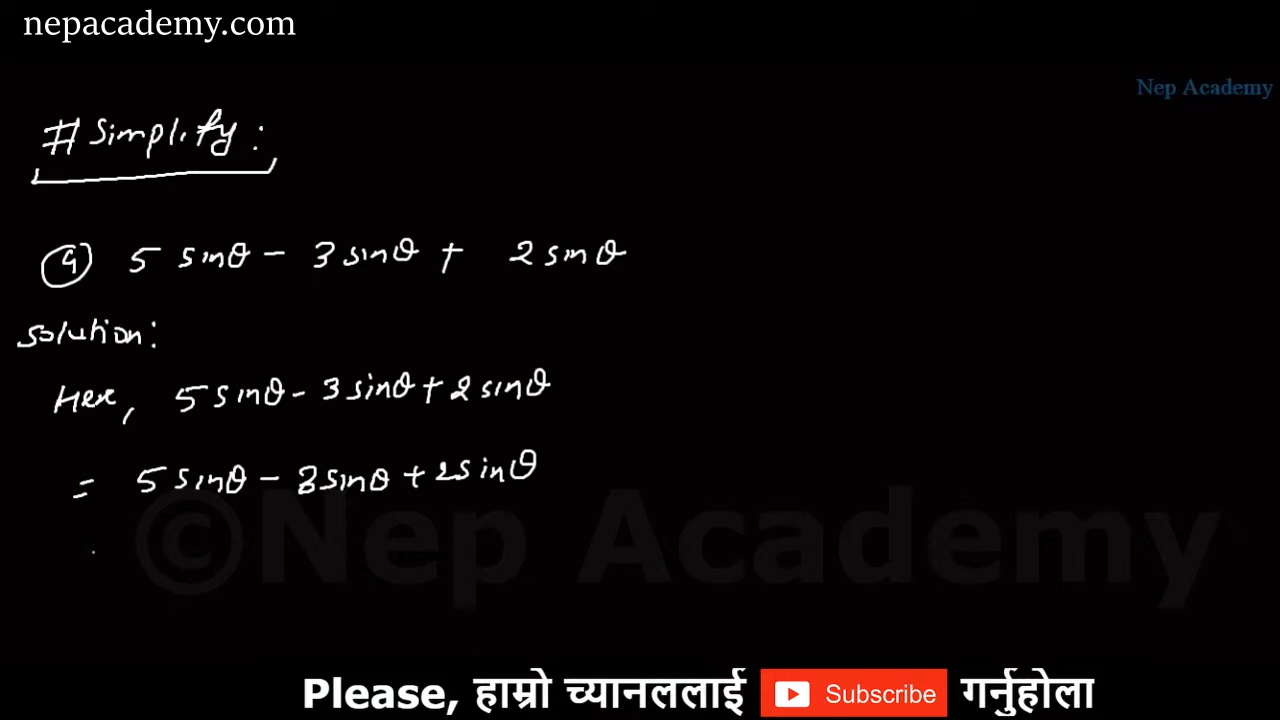 nepacademy.com
Nep Academy
# Simplify:
a 5 sinθ - 3 sinθ + 2 sinθ
Solution:
Here, 5 sinθ - 3 sinθ + 2 sinθ
= 5 sinθ - 3 sinθ + 2 sinθ
©Nep Academy
Please, हाम्रो च्यानललाई Subscribe गर्नुहोला